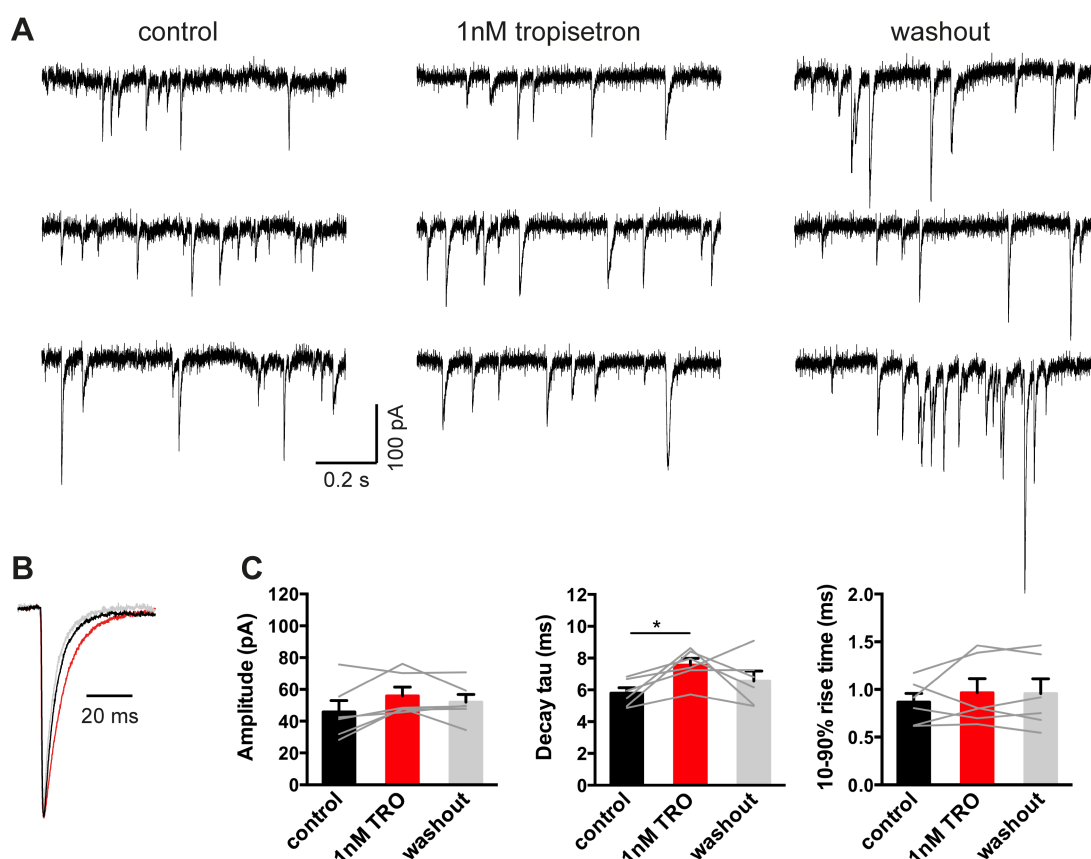 A
control
1nM tropisetron
washout
100 pA
0.2 s
B
20 ms
C
Amplitude (pA)
120
100
80
60
40
20
0
control
1nM TRO
washout
Decay tau (ms)
12
10
8
6
4
2
0
*
control
1nM TRO
washout
10-90% rise time (ms)
2.0
1.5
1.0
0.5
0.0
control
1nM TRO
washout